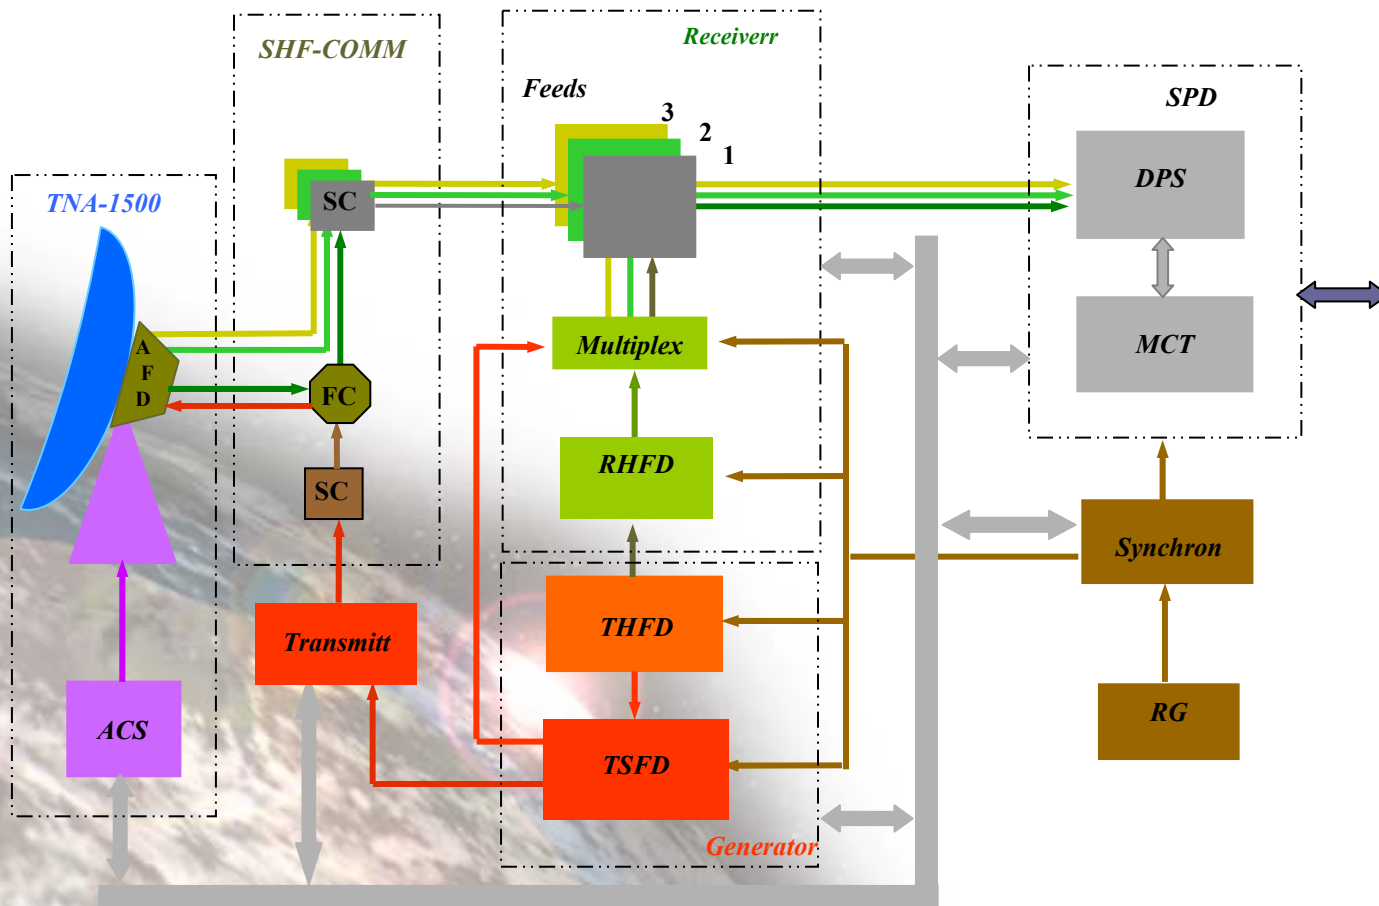 SHF-COMM
Receiverr
Feeds
3
2
1
SPD
DPS
MCT
TNA-1500
SC
A
F
D
FC
Multiplex
RHFD
SC
Synchron
THFD
Transmitt
RG
ACS
TSFD
Generator